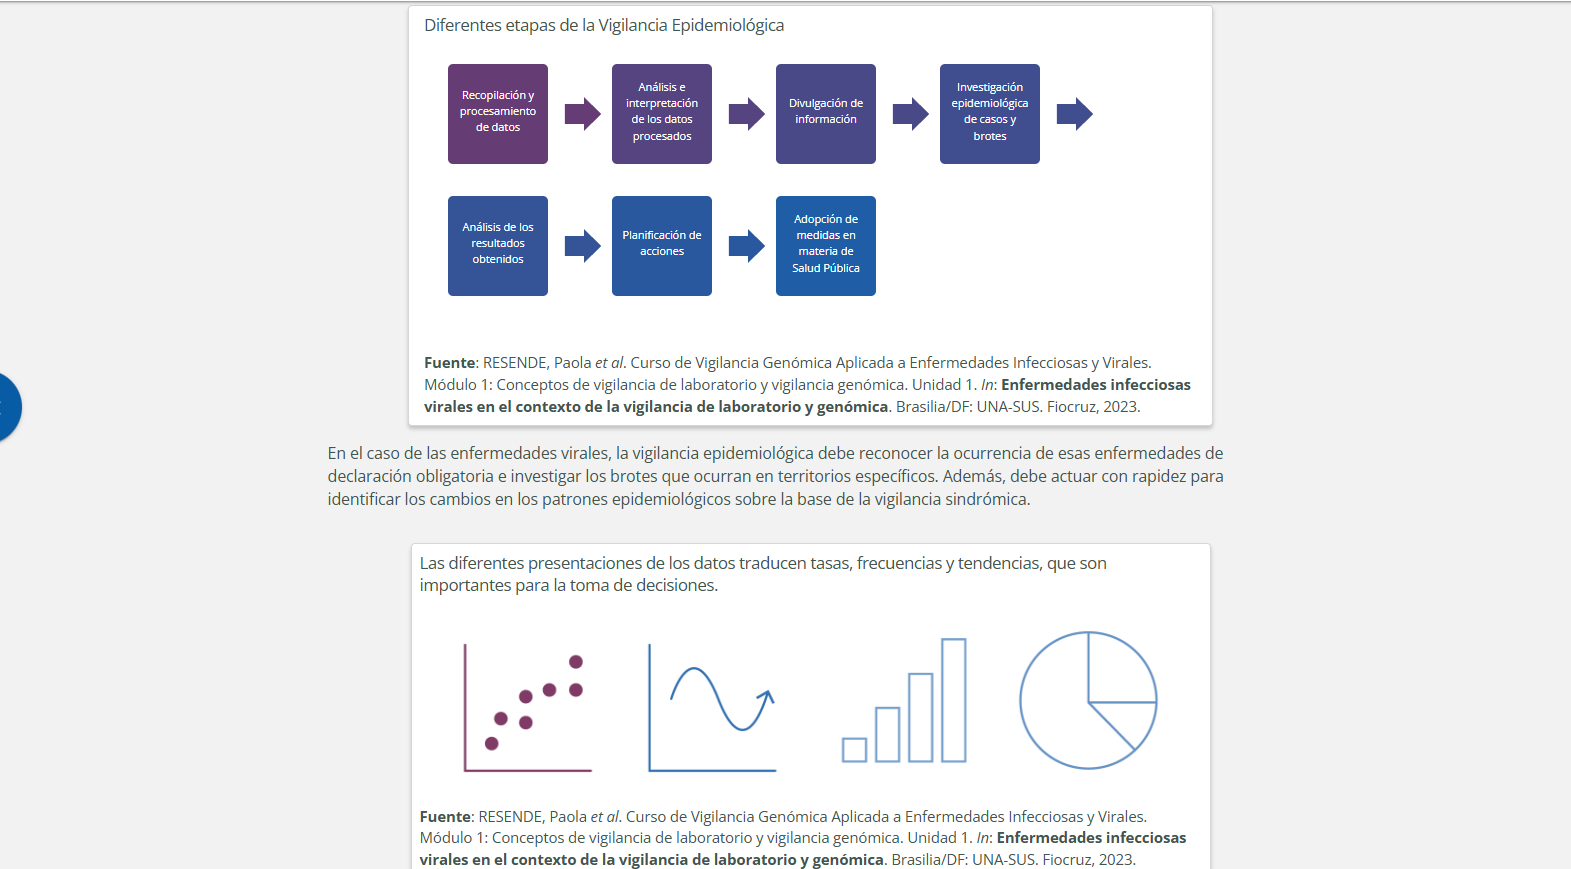 Diferentes etapas de la Vigilancia Epidemiológica
Recopilación y
procesamiento
de datos
Análisis e
interpretación
de los datos
procesados
Divulgación de
información
Investigación
epidemiológica
de casos y
brotes
Análisis de los
resultados
obtenidos
Planificación de
acciones
Adopción de
medidas en
materia de
Salud Pública
Fuente: RESENDE, Paola et al. Curso de Vigilancia Genómica Aplicada a Enfermedades Infecciosas y Virales.
Módulo 1: Conceptos de vigilancia de laboratorio y vigilancia genómica. Unidad 1. In: Enfermedades infecciosas
virales en el contexto de la vigilancia de laboratorio y genómica. Brasilia/DF: UNA-SUS. Fiocruz, 2023.
En el caso de las enfermedades virales, la vigilancia epidemiológica debe reconocer la ocurrencia de esas enfermedades de
declaración obligatoria e investigar los brotes que ocurran en territorios específicos. Además, debe actuar con rapidez para
identificar los cambios en los patrones epidemiológicos sobre la base de la vigilancia sindrómica.
Las diferentes presentaciones de los datos traducen tasas, frecuencias y tendencias, que son
importantes para la toma de decisiones.
Fuente: RESENDE, Paola et al. Curso de Vigilancia Genómica Aplicada a Enfermedades Infecciosas y Virales.
Módulo 1: Conceptos de vigilancia de laboratorio y vigilancia genómica. Unidad 1. In: Enfermedades infecciosas
virales en el contexto de la vigilancia de laboratorio y genómica. Brasilia/DF: UNA-SUS. Fiocruz, 2023.